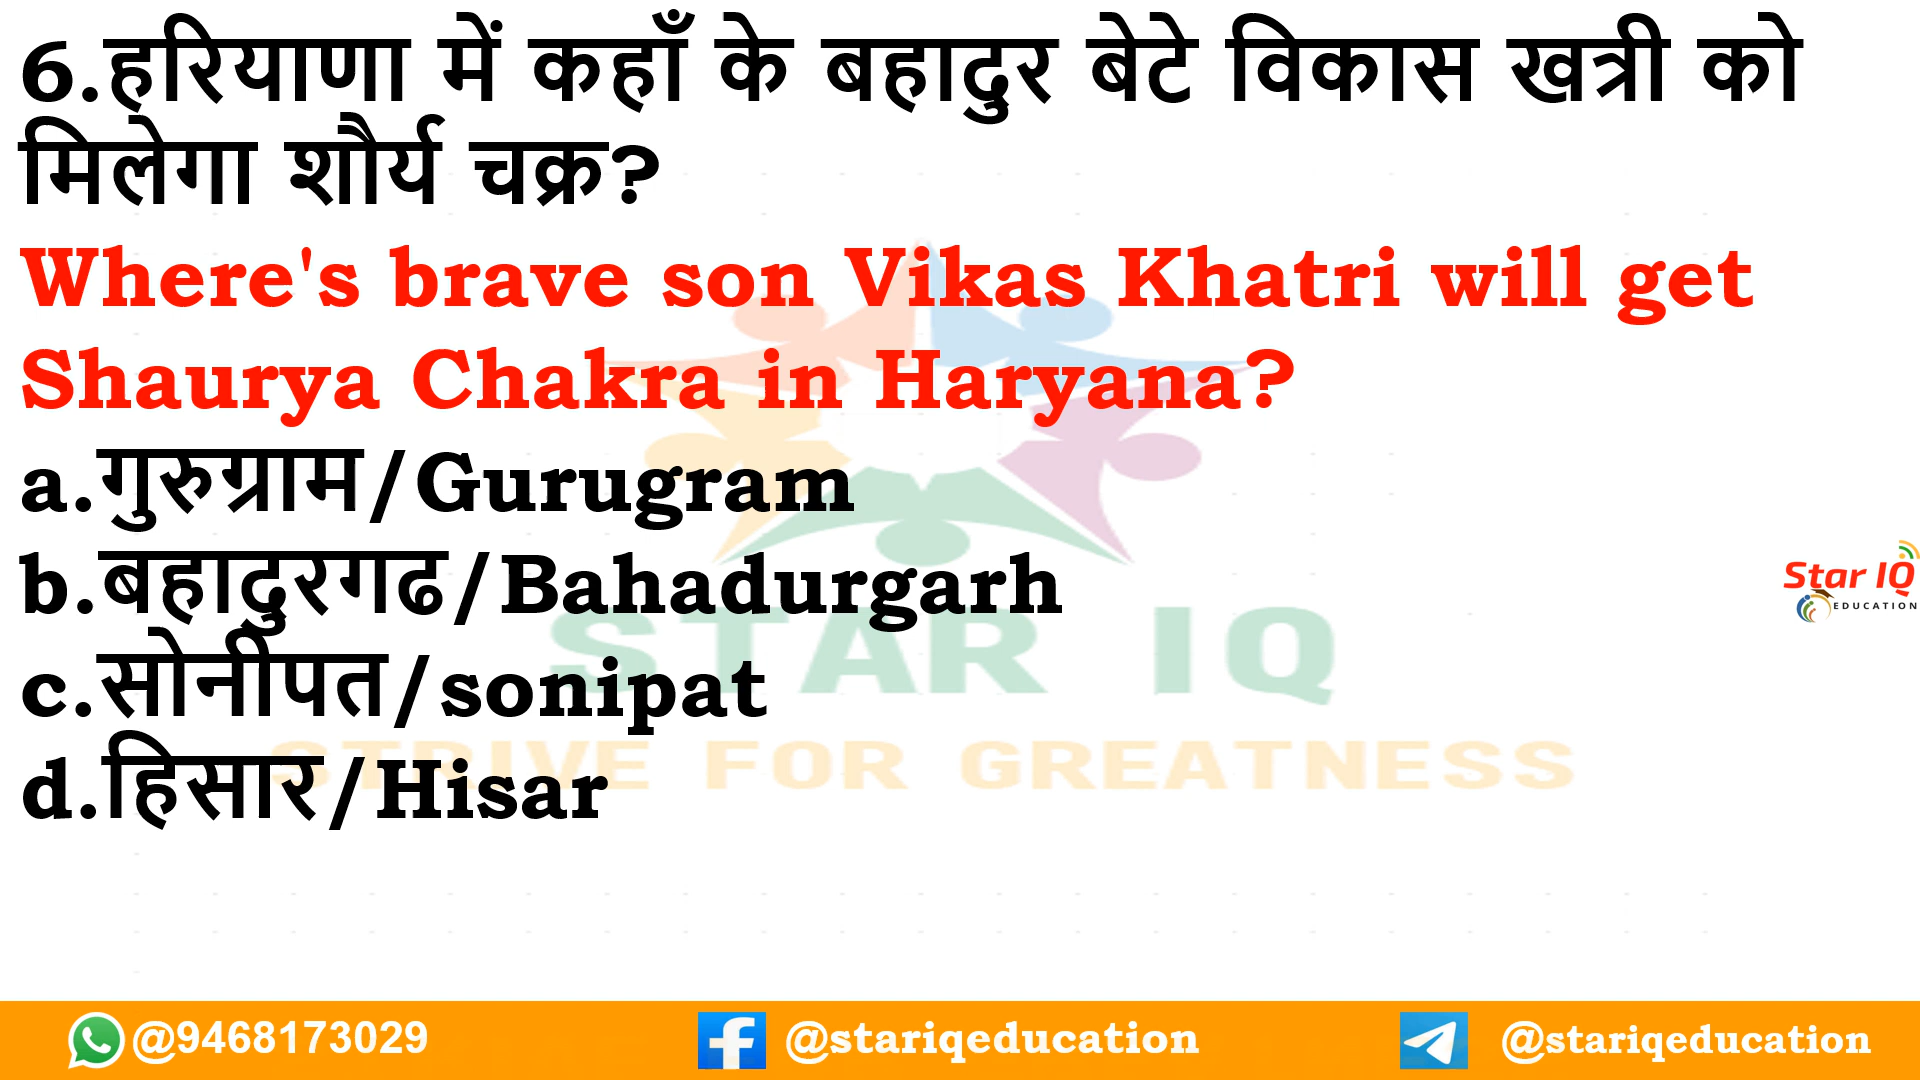 6.हरियाणा में कहाँ के बहादुर बेटे विकास खत्री को
मिलेगा शौर्य चक्र?
Where's brave son Vikas Khatri will get
Shaurya Chakra in Haryana?
a.गुरुग्राम/Gurugram
b.बहादुरगढ/Bahadurgarh
c.सोनीपत/sonipat
d.हिसार/Hisar
STAR IQ
STRIVE FOR GREATNESS
Star IQ
EDUCATION
@9468173029
@stariqeducation
@stariqeducation